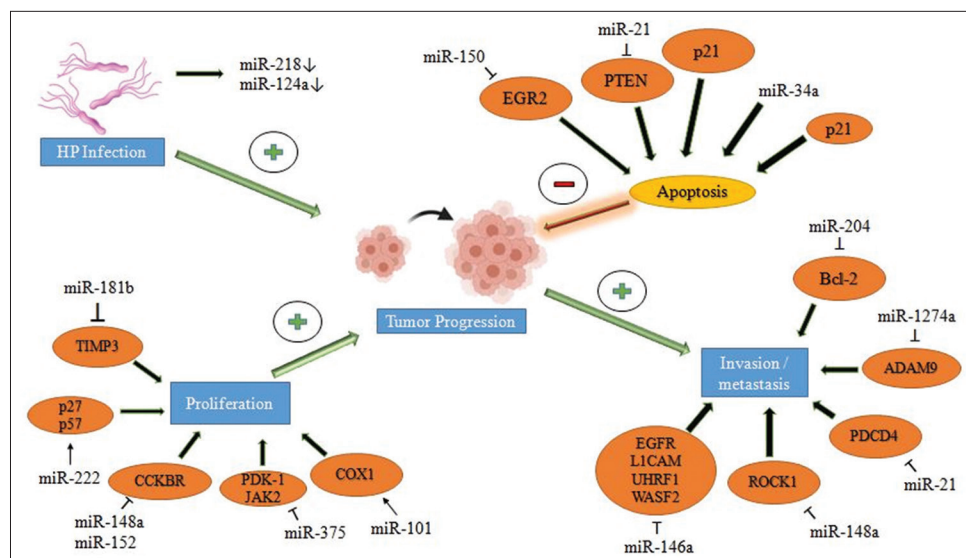 miR-218↓
miR-124a↓
HP Infection
miR-21
miR-150
EGR2
PTEN
p21
miR-34a
p21
Apoptosis
Tumor Progression
miR-181b
TIMP3
p27
p57
miR-222
Proliferation
CCKBR
miR-148a
miR-152
PDK-1
JAK2
miR-375
COX1
miR-101
miR-204
Bcl-2
miR-1274a
ADAM9
Invasion /
metastasis
PDCD4
miR-21
EGFR
L1CAM
UHRF1
WASF2
miR-146a
ROCK1
miR-148a